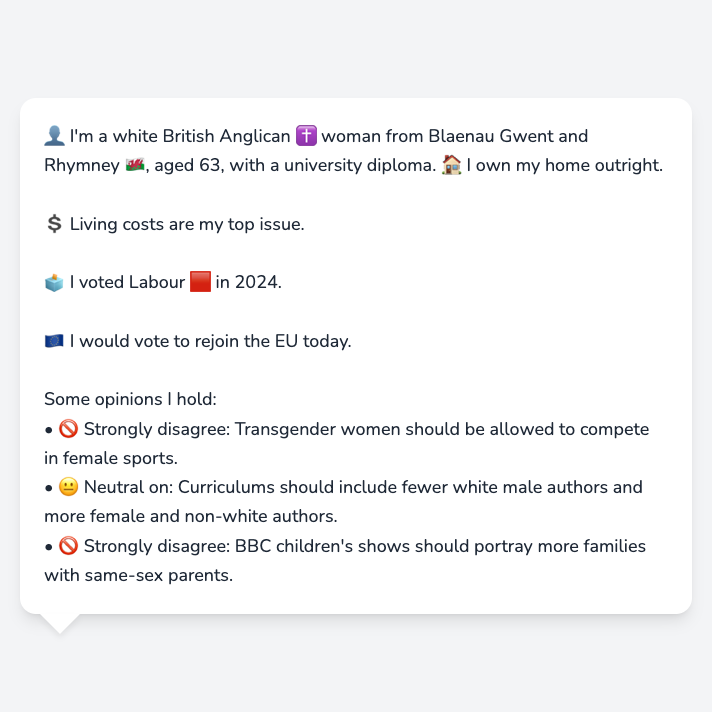 👤 I'm a white British Anglican ✝️ woman from Blaenau Gwent and
Rhymney 🏴󠁧󠁢󠁷󠁬󠁳󠁿, aged 63, with a university diploma. 🏠 I own my home outright.
💲 Living costs are my top issue.
🗳️ I voted Labour 🟥 in 2024.
🇪🇺 I would vote to rejoin the EU today.
Some opinions I hold:
• 🚫 Strongly disagree: Transgender women should be allowed to compete
in female sports.
• 😐 Neutral on: Curriculums should include fewer white male authors and
more female and non-white authors.
• 🚫 Strongly disagree: BBC children's shows should portray more families
with same-sex parents.